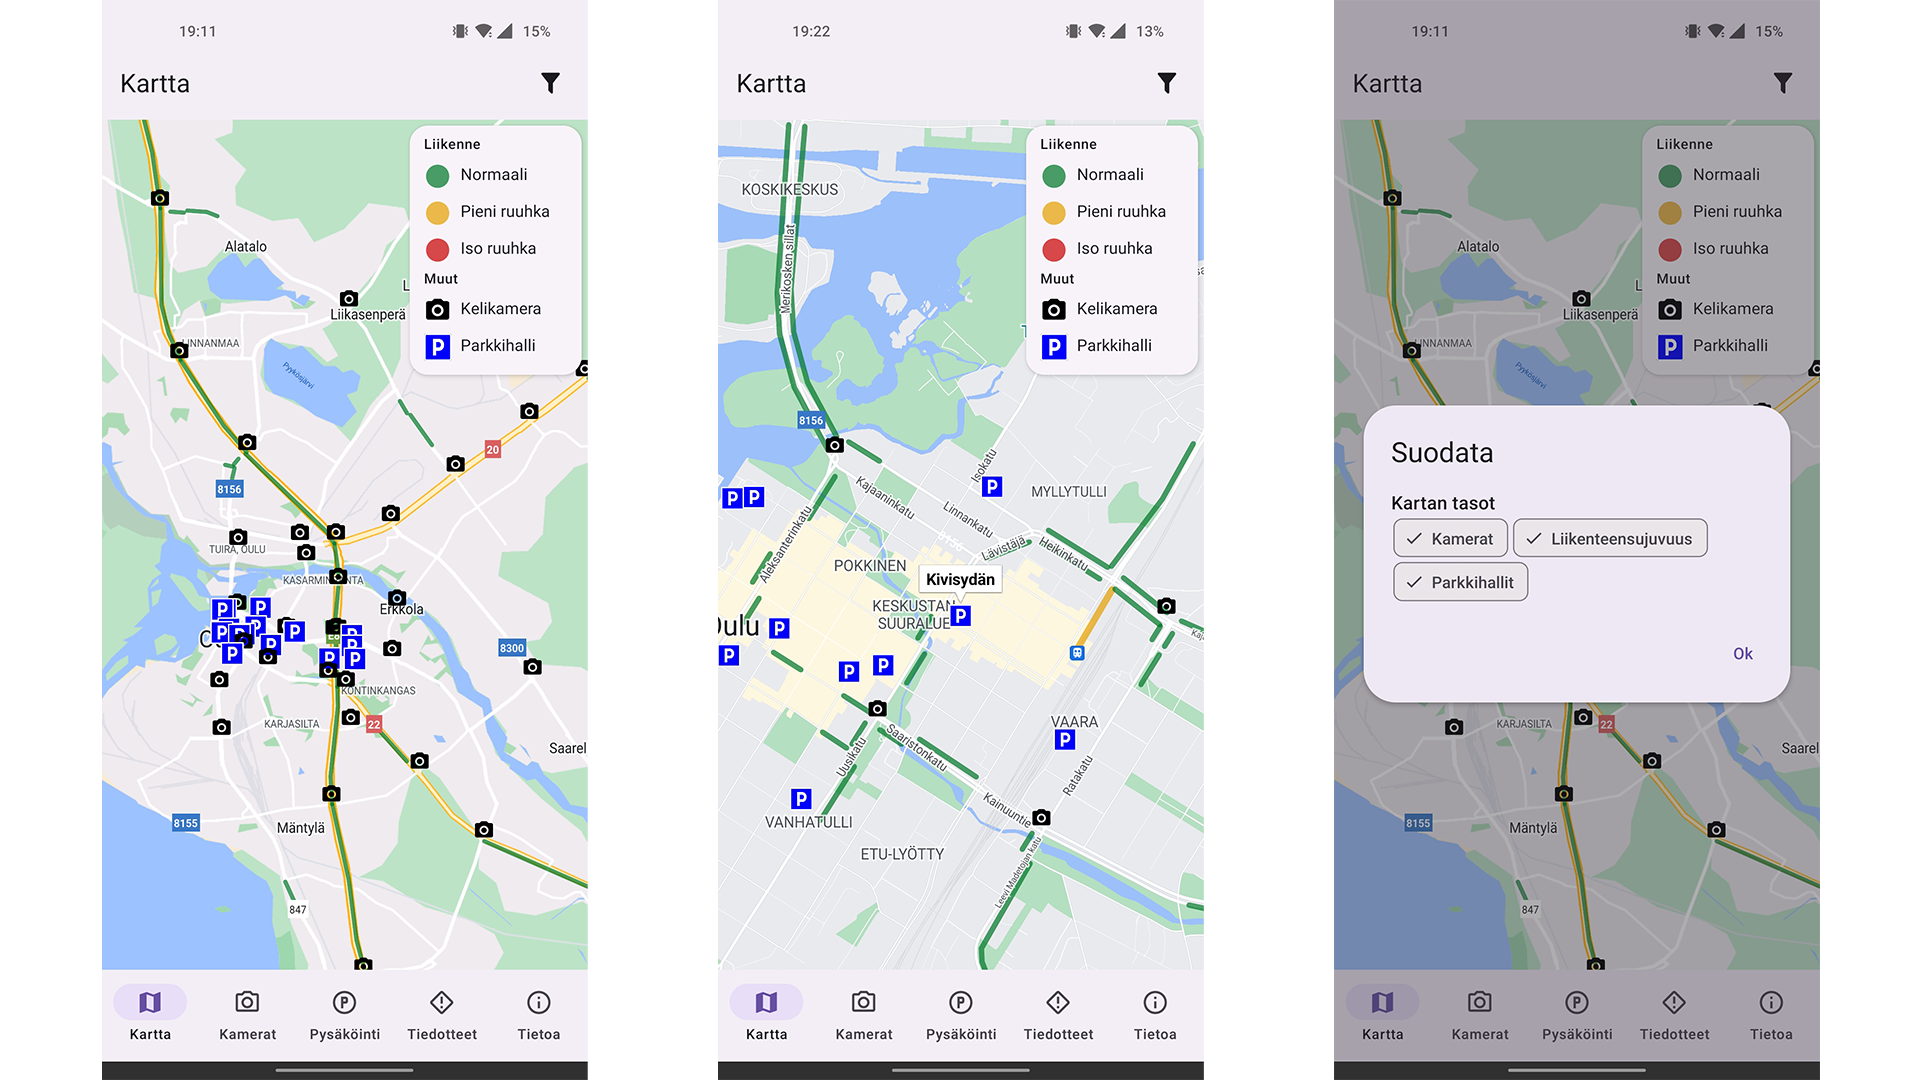 19:11
15%
Kartta
Liikenne
Normaali
Pieni ruuhka
Iso ruuhka
Muut
Kelikamera
Parkkihalli
Alatalo
Liikasenperä
LINNANMAA
Pyykösjärvi
20
8156
TUIRA, OULU
Erkkola
8300
KONTINKANGAS
KARJASILTA
22
Saarel
8155
Mäntylä
847
Kartta
Kamerat
Pysäköinti
Tiedotteet
Tietoa
19:22
13%
Kartta
Liikenne
Normaali
Pieni ruuhka
Iso ruuhka
Muut
Kelikamera
Parkkihalli
KOSKIKESKUS
Merikosken sillat
8156
Isokatu
MYLLYTULLI
Kajaaninkatu
Linnankatu
Aleksanterinkatu
8156
Lävistäjä
Heikinkatu
POKKINEN
Kivisydän
KESKUSTAN
SUURALUE
Oulu
VAARA
Saaristonkatu
Uusikatu
Ratakatu
Kainuuntie
VANHATULLI
ETU-LYÖTTY
Leevi Madetojan katu
Kartta
Kamerat
Pysäköinti
Tiedotteet
Tietoa
19:11
15%
Kartta
Liikenne
Normaali
Pieni ruuhka
Iso ruuhka
Muut
Kelikamera
Parkkihalli
Alatalo
Liikasenperä
LINNANMAA
Pyykösjärvi
Suodata
Kartan tasot
Kamerat
Liikenteensujuvuus
Parkkihallit
Ok
KARJASILTA
22
Saarel
8155
Mäntylä
847
Kartta
Kamerat
Pysäköinti
Tiedotteet
Tietoa